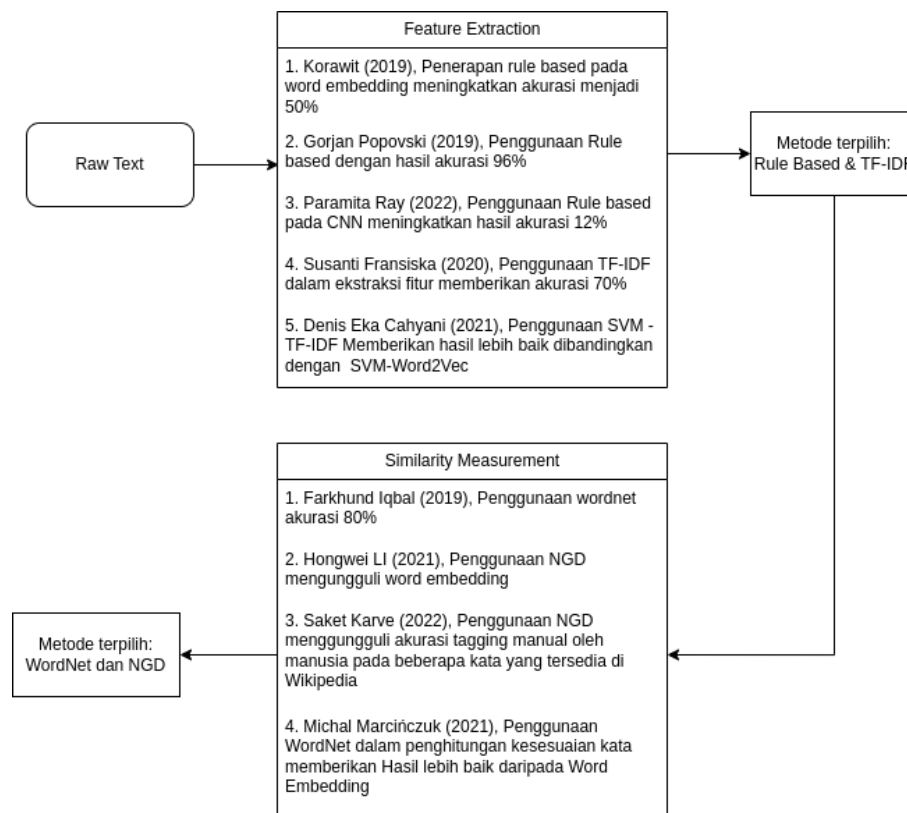 Feature Extraction
1. Korawit (2019), Penerapan rule based pada
word embedding meningkatkan akurasi menjadi
50%
2. Gorjan Popovski (2019), Penggunaan Rule
based dengan hasil akurasi 96%
3. Paramita Ray (2022), Penggunaan Rule based
pada CNN meningkatkan hasil akurasi 12%
4. Susanti Fransiska (2020), Penggunaan TF-IDF
dalam ekstraksi fitur memberikan akurasi 70%
5. Denis Eka Cahyani (2021), Penggunaan SVM -
TF-IDF Memberikan hasil lebih baik dibandingkan
dengan SVM-Word2Vec
Raw Text
Metode terpilih:
Rule Based & TF-IDF
Similarity Measurement
1. Farkhund Iqbal (2019), Penggunaan wordnet
akurasi 80%
2. Hongwei LI (2021), Penggunaan NGD
mengungguli word embedding
3. Saket Karve (2022), Penggunaan NGD
menggungguli akurasi tagging manual oleh
manusia pada beberapa kata yang tersedia di
Wikipedia
4. Michal Marcińczuk (2021), Penggunaan
WordNet dalam penghitungan kesesuaian kata
memberikan Hasil lebih baik daripada Word
Embedding
Metode terpilih:
WordNet dan NGD